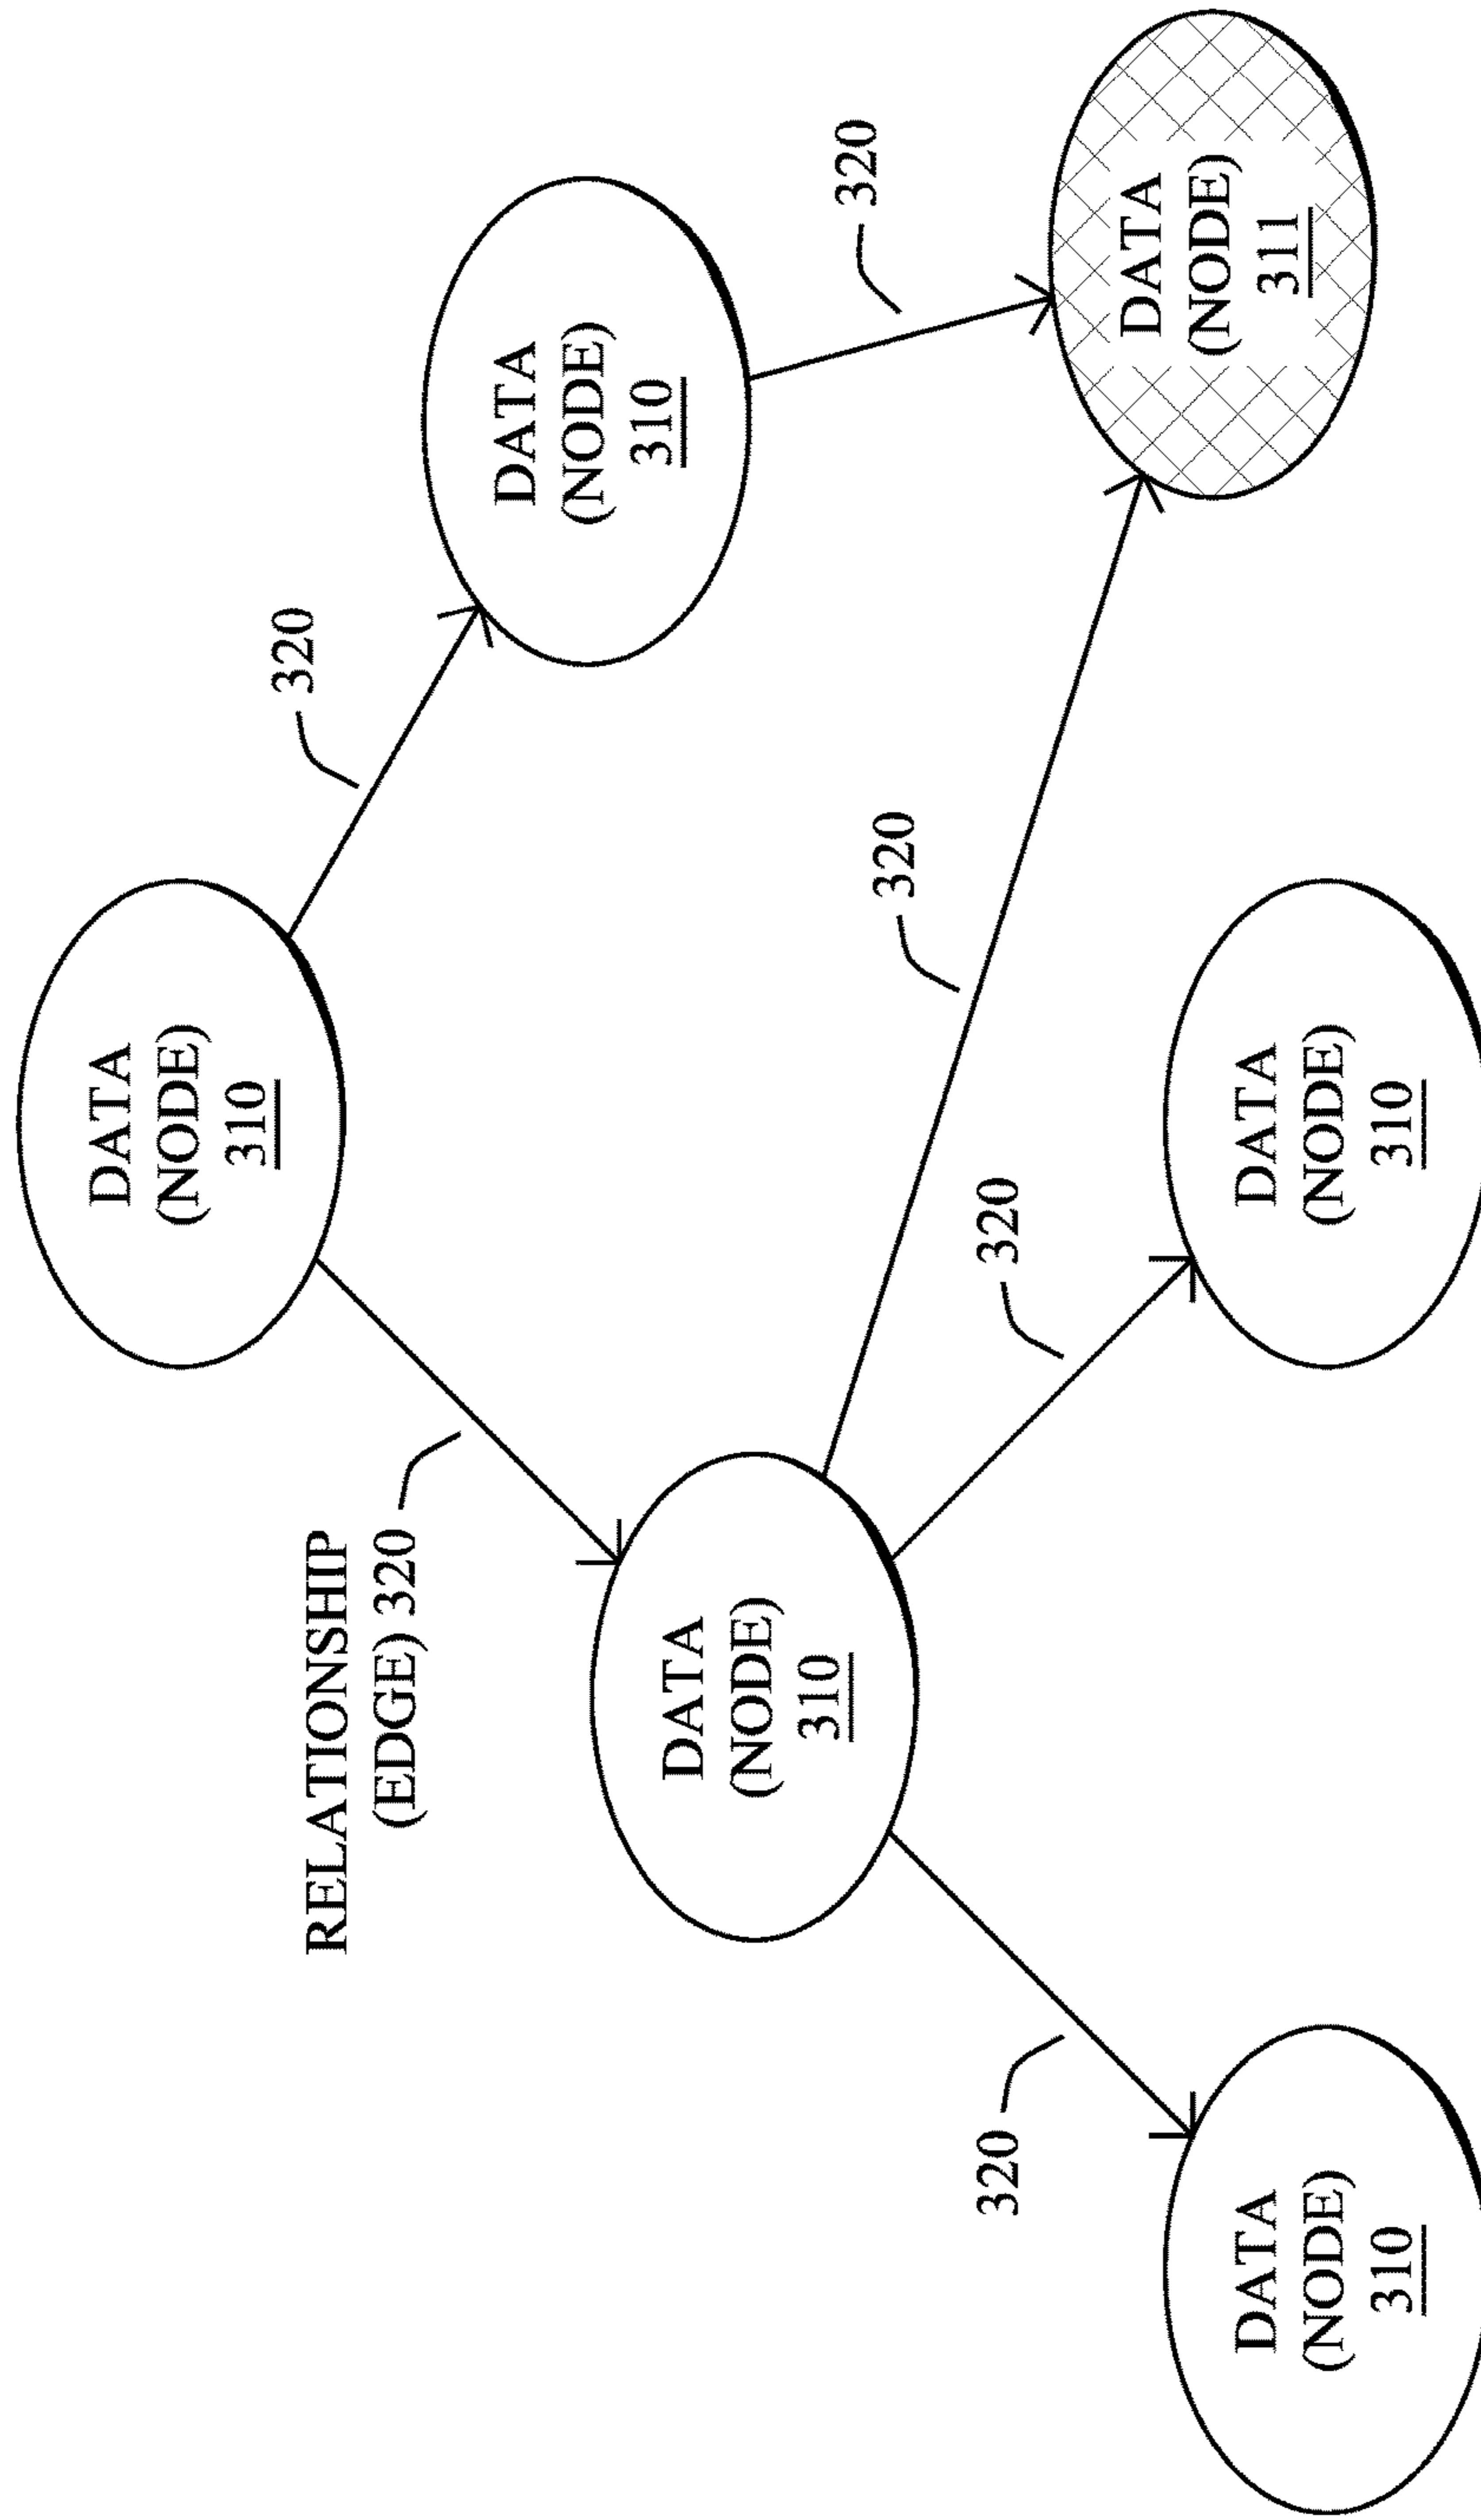 DATA
(NODE)
310
RELATIONSHIP
(EDGE) 320
320
DATA
(NODE)
310
DATA
(NODE)
310
320
320
320
320
DATA
(NODE)
311
DATA
(NODE)
310
DATA
(NODE)
310